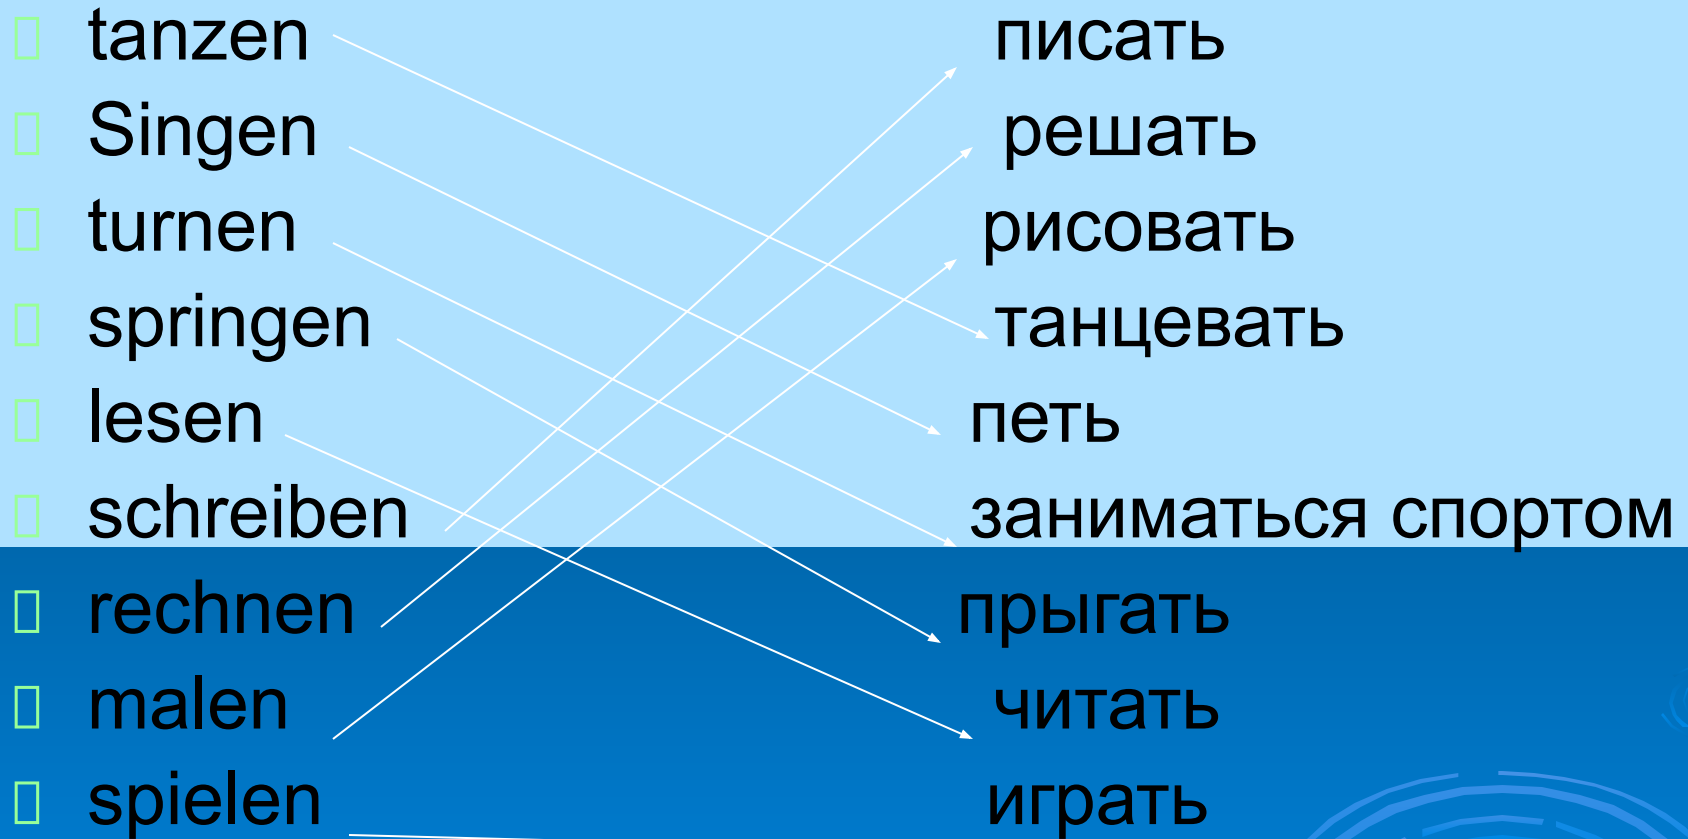 tanzen писать
Singen решать
turnen рисовать
springen танцевать
lesen петь
schreiben заниматься спортом
rechnen прыгать
malen читать
spielen играть